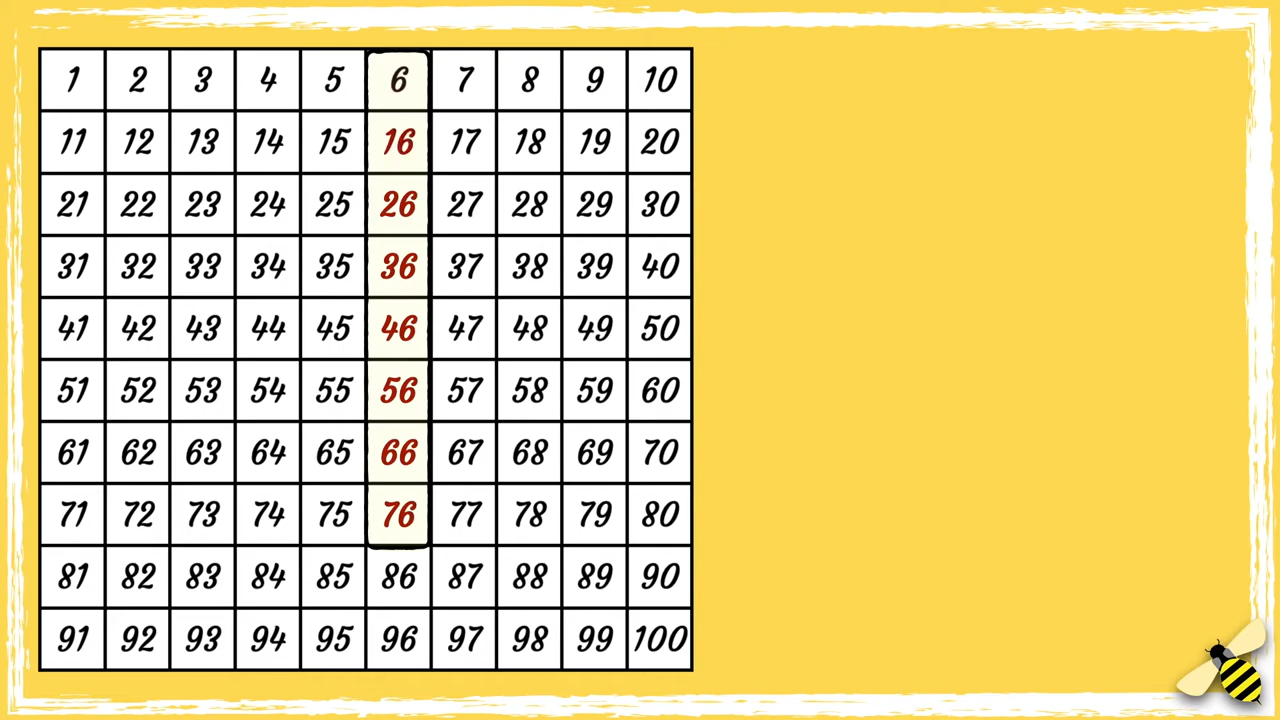 1 2 3 4 5 6 7 8 9 10
11 12 13 14 15 16 17 18 19 20
21 22 23 24 25 26 27 28 29 30
31 32 33 34 35 36 37 38 39 40
41 42 43 44 45 46 47 48 49 50
51 52 53 54 55 56 57 58 59 60
61 62 63 64 65 66 67 68 69 70
71 72 73 74 75 76 77 78 79 80
81 82 83 84 85 86 87 88 89 90
91 92 93 94 95 96 97 98 99 100